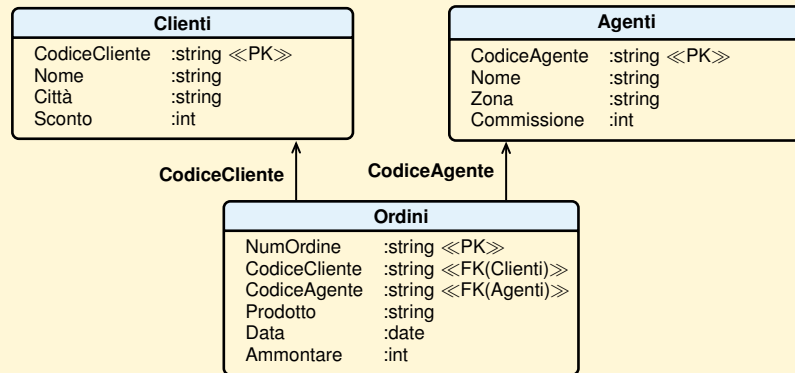 Clienti
CodiceCliente :string ≪PK≫
Nome :string
Città :string
Sconto :int
Agenti
CodiceAgente :string ≪PK≫
Nome :string
Zona :string
Commissione :int
CodiceCliente
CodiceAgente
Ordini
NumOrdine :string ≪PK≫
CodiceCliente :string ≪FK(Clienti)≫
CodiceAgente :string ≪FK(Agenti)≫
Prodotto :string
Data :date
Ammontare :int